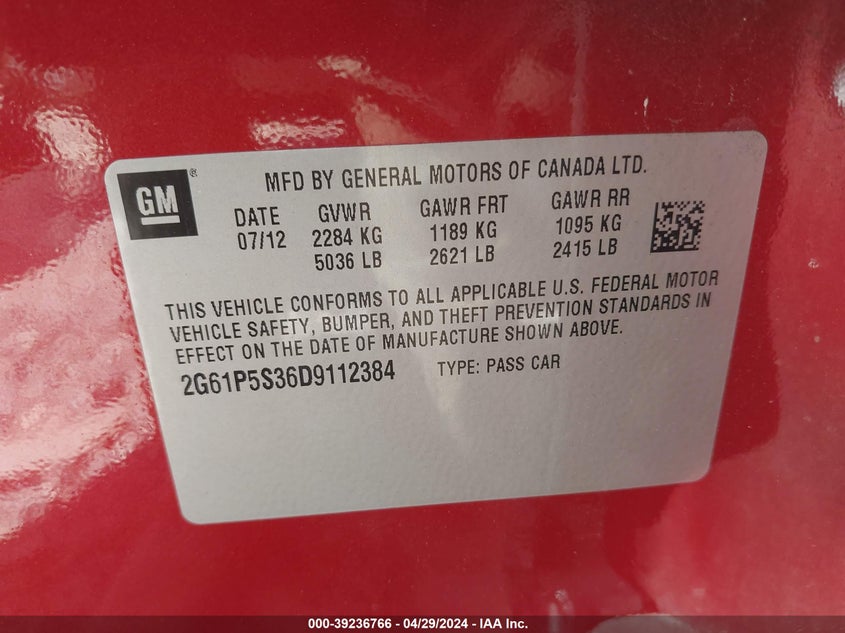 GM®
MFD BY GENERAL MOTORS OF CANADA LTD.
DATE GVWR GAWR FRT GAWR RR
07/12 2284 KG 1189 KG 1095 KG
5036 LB 2621 LB 2415 LB
THIS VEHICLE CONFORMS TO ALL APPLICABLE U.S. FEDERAL MOTOR
VEHICLE SAFETY, BUMPER, AND THEFT PREVENTION STANDARDS IN
EFFECT ON THE DATE OF MANUFACTURE SHOWN ABOVE.
2G61P5S36D9112384 TYPE: PASS CAR
000-39236766 - 04/29/2024 - IAA Inc.